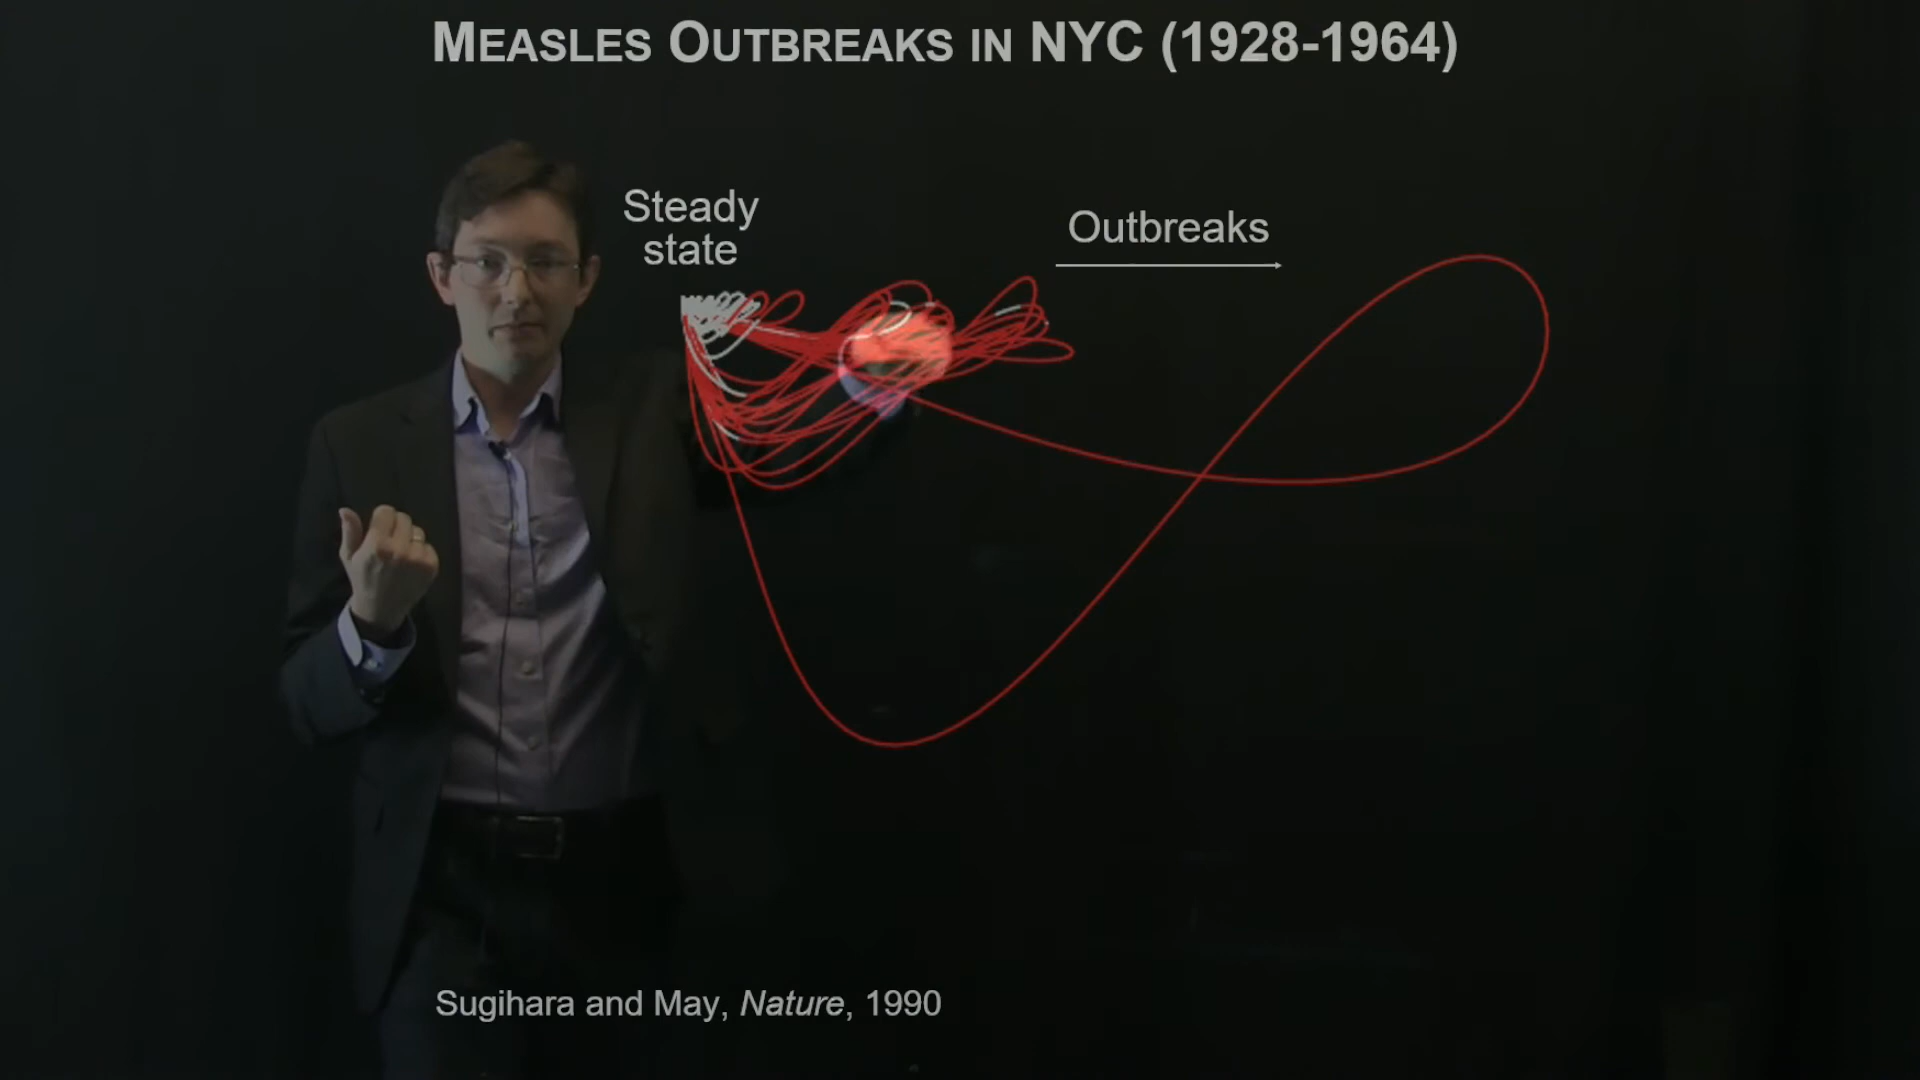 MEASLES OUTBREAKS IN NYC (1928-1964)
Steady
state
Outbreaks
Sugihara and May, Nature, 1990